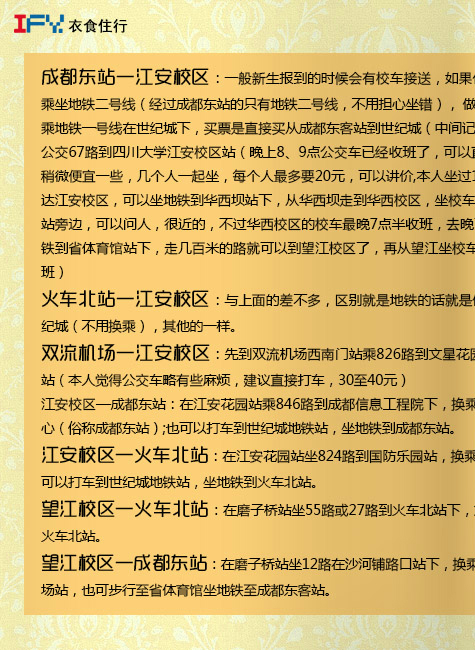 IFY. 衣食住行
成都东站—江安校区：一般新生报到的时候会有校车接送，如果
乘坐地铁二号线（经过成都东站的只有地铁二号线，不用担心坐错），做
乘地铁一号线在世纪城下，买票是直接买从成都东客站到世纪城（中间记
公交67路到四川大学江安校区站（晚上8、9点公交车已经收班了，可以
稍微便宜一些，几个人一起坐，每个人最多要20元，可以讲价,本人坐过
达江安校区，可以坐地铁到华西坝站下，从华西坝走到华西校区，坐校车
站旁边，可以问人，很近的，不过华西校区的校车最晚7点半收班，去晚
铁到省体育馆站下，走几百米的路就可以到望江校区了，再从望江坐校车
班）
火车北站—江安校区：与上面的差不多，区别就是地铁的话就是
纪城（不用换乘），其他的一样。
双流机场—江安校区：先到双流机场西南门站乘826路到文星花
站（本人觉得公交车略有些麻烦，建议直接打车，30至40元）
江安校区—成都东站：在江安花园站乘846路到成都信息工程院下，换乘
心（俗称成都东站）;也可以打车到世纪城地铁站，坐地铁到成都东站。
江安校区—火车北站：在江安花园站坐824路到国防乐园站，换乘
可以打车到世纪城地铁站，坐地铁到火车北站。
望江校区—火车北站：在磨子桥站坐55路或27路到火车北站下，
火车北站。
望江校区—成都东站：在磨子桥站坐12路在沙河铺路口站下，换乘
场站，也可步行至省体育馆坐地铁至成都东客站。